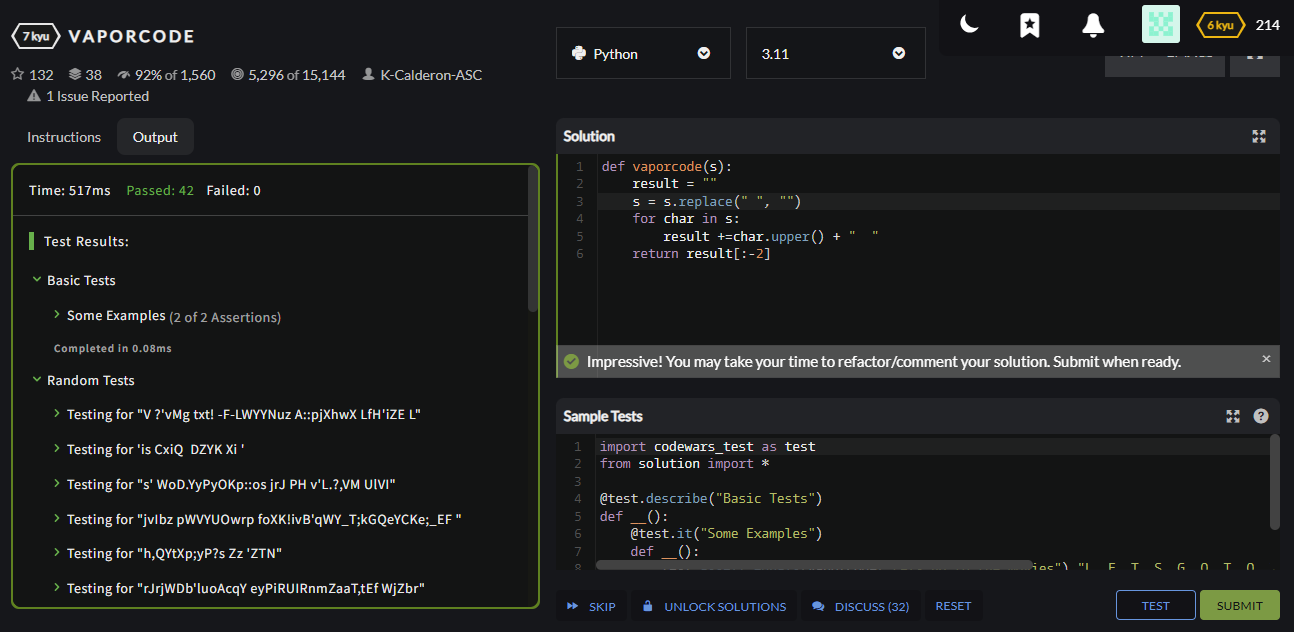 7 kyu VAPORCODE
132 38 92% of 1,560 5,296 of 15,144 K-Calderon-ASC
1 Issue Reported
Instructions Output
Time: 517ms Passed: 42 Failed: 0
Test Results:
Basic Tests
Some Examples (2 of 2 Assertions)
Completed in 0.08ms
Random Tests
Testing for "V ?'vMg txt! -F-LWYYNuz A::pjXhwX LfH'iZE L"
Testing for 'is CxiQ  DZYK Xi '
Testing for "s' WoD.YyPyOKp::os jrJ PH v'L.?,VM UlVI"
Testing for "jvIbz pWVYUOwrp foXK!ivB'qWY_T;kGQeYCKe;_EF "
Testing for "h,QYtXp;yP?s Zz 'ZTN"
Testing for "rJrjWDb'luoAcqY eyPiRUIRnmZaaT,tEf WjZbr"
Python
3.11
6 kyu 214
Solution
1 def vaporcode(s):
2     result = ""
3     s = s.replace(" ", "")
4     for char in s:
5         result +=char.upper() + "  "
6     return result[:-2]
Impressive! You may take your time to refactor/comment your solution. Submit when ready.
Sample Tests ?
1 import codewars_test as test
2 from solution import *
3
4 @test.describe("Basic Tests")
5 def __():
6     @test.it("Some Examples")
7     def __():
8 ies") "L  E  T  S  G  O  T  O
SKIP UNLOCK SOLUTIONS DISCUSS (32) RESET TEST SUBMIT